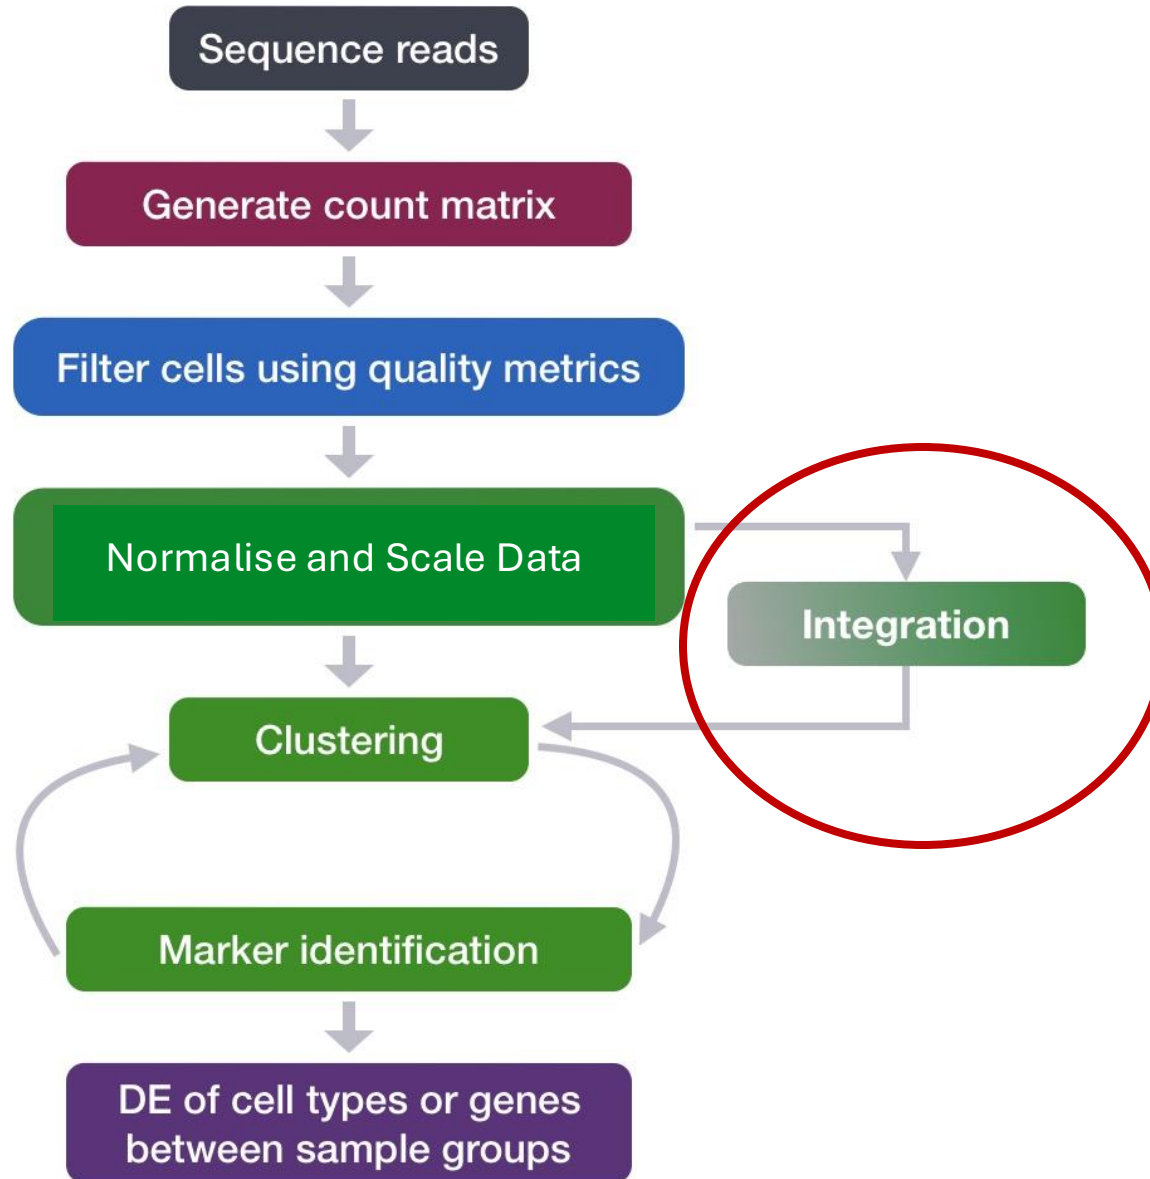 Sequence reads
Generate count matrix
Filter cells using quality metrics
Normalise and Scale Data
Integration
Clustering
Marker identification
DE of cell types or genes
between sample groups